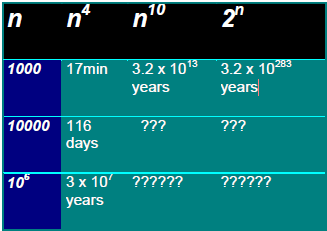 n n⁴ n¹⁰ 2ⁿ
1000 17min 3.2 x 10¹³ 3.2 x 10²⁸³
years years
10000 116 ??? ???
days
10⁶ 3 x 10⁷ ?????? ??????
years